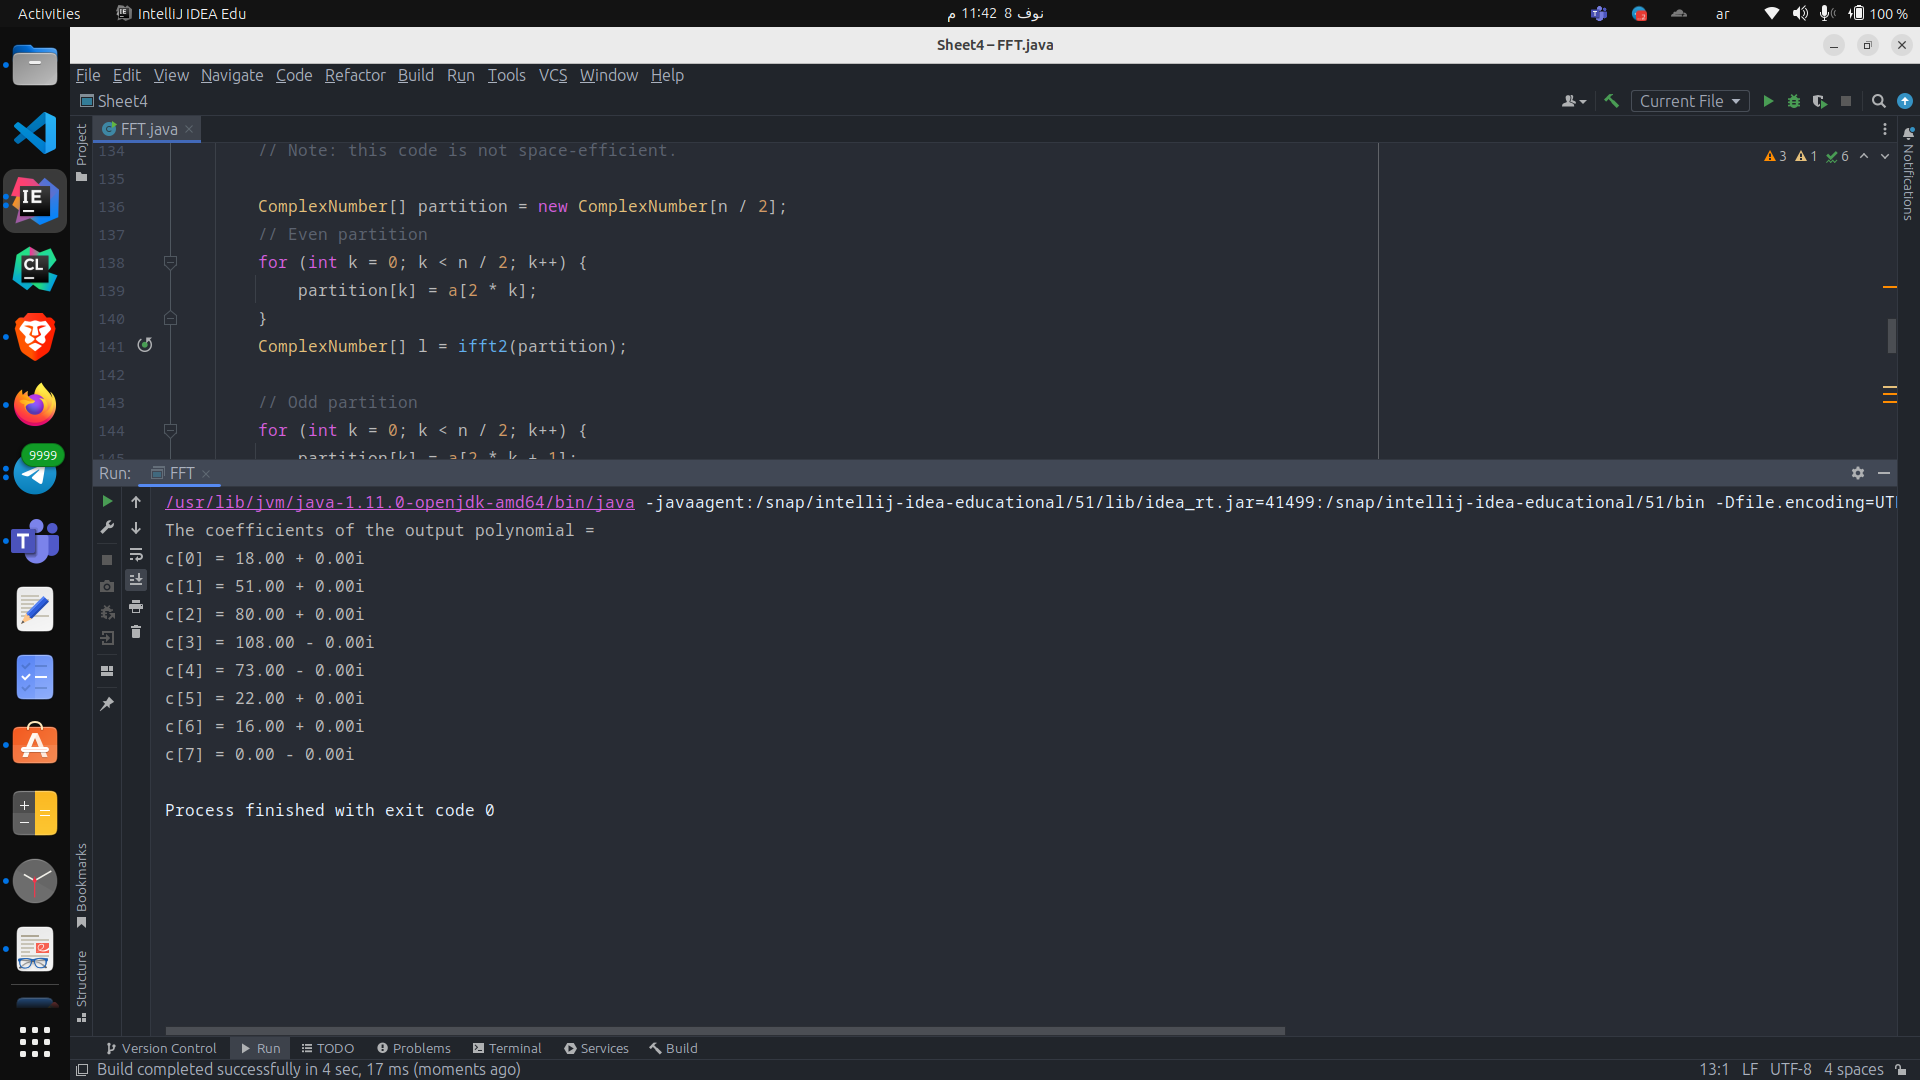 Activities
IntelliJ IDEA Edu
نوف 8 11:42 م
ar
100 %
Sheet4 – FFT.java
File Edit View Navigate Code Refactor Build Run Tools VCS Window Help
Sheet4
Current File
Project
FFT.java
Notifications
3 1 6
134 // Note: this code is not space-efficient.
135
136 ComplexNumber[] partition = new ComplexNumber[n / 2];
137 // Even partition
138 for (int k = 0; k < n / 2; k++) {
139 partition[k] = a[2 * k];
140 }
141 ComplexNumber[] l = ifft2(partition);
142
143 // Odd partition
144 for (int k = 0; k < n / 2; k++) {
145 partition[k] = a[2 * k + 1];
IE
CL
9999
T
Run: FFT
/usr/lib/jvm/java-1.11.0-openjdk-amd64/bin/java -javaagent:/snap/intellij-idea-educational/51/lib/idea_rt.jar=41499:/snap/intellij-idea-educational/51/bin -Dfile.encoding=UT
The coefficients of the output polynomial =
c[0] = 18.00 + 0.00i
c[1] = 51.00 + 0.00i
c[2] = 80.00 + 0.00i
c[3] = 108.00 - 0.00i
c[4] = 73.00 - 0.00i
c[5] = 22.00 + 0.00i
c[6] = 16.00 + 0.00i
c[7] = 0.00 - 0.00i
Process finished with exit code 0
Bookmarks
Structure
Version Control Run TODO Problems Terminal Services Build
Build completed successfully in 4 sec, 17 ms (moments ago)
13:1 LF UTF-8 4 spaces